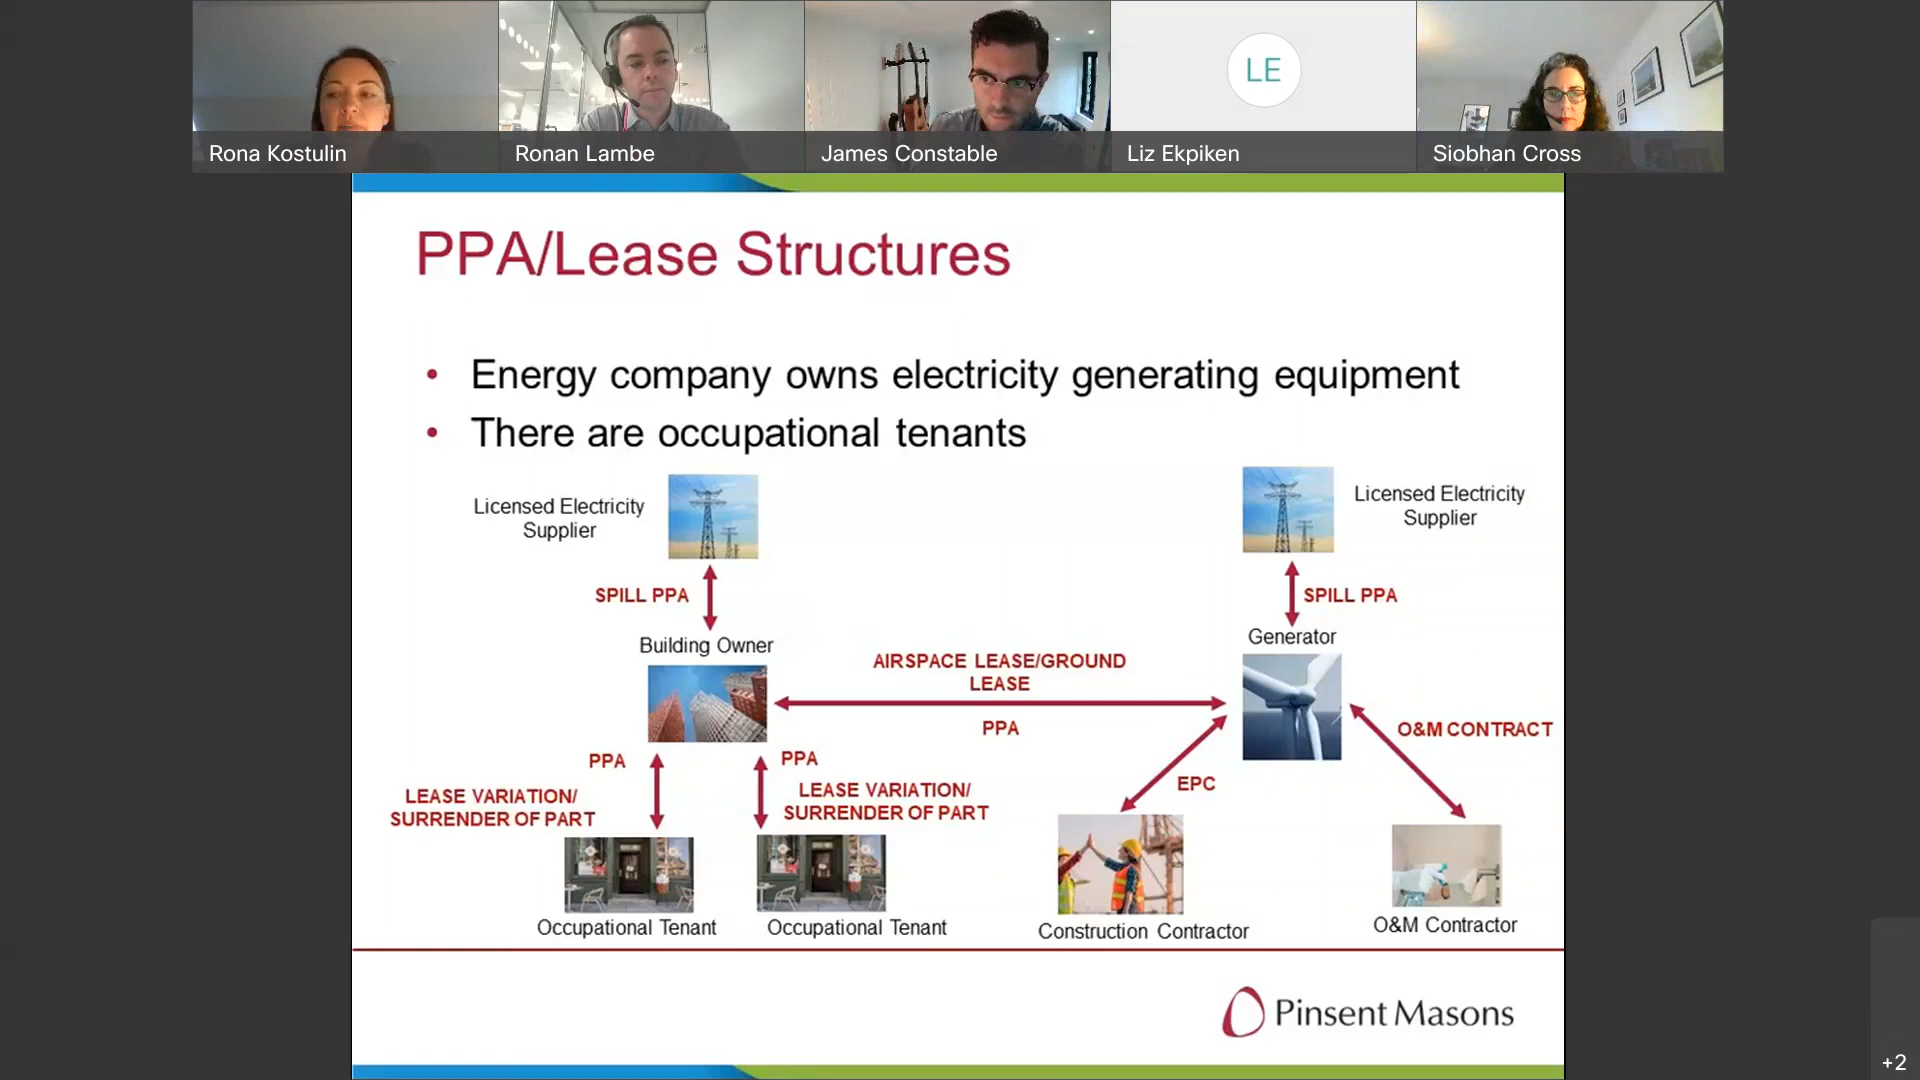 Rona Kostulin
Ronan Lambe
James Constable
LE
Liz Ekpiken
Siobhan Cross
PPA/Lease Structures
• Energy company owns electricity generating equipment
• There are occupational tenants
Licensed Electricity
Supplier
Licensed Electricity
Supplier
SPILL PPA
SPILL PPA
Building Owner
Generator
AIRSPACE LEASE/GROUND
LEASE
PPA
O&M CONTRACT
PPA
PPA
EPC
LEASE VARIATION/
SURRENDER OF PART
LEASE VARIATION/
SURRENDER OF PART
Occupational Tenant
Occupational Tenant
Construction Contractor
O&M Contractor
Pinsent Masons
+2